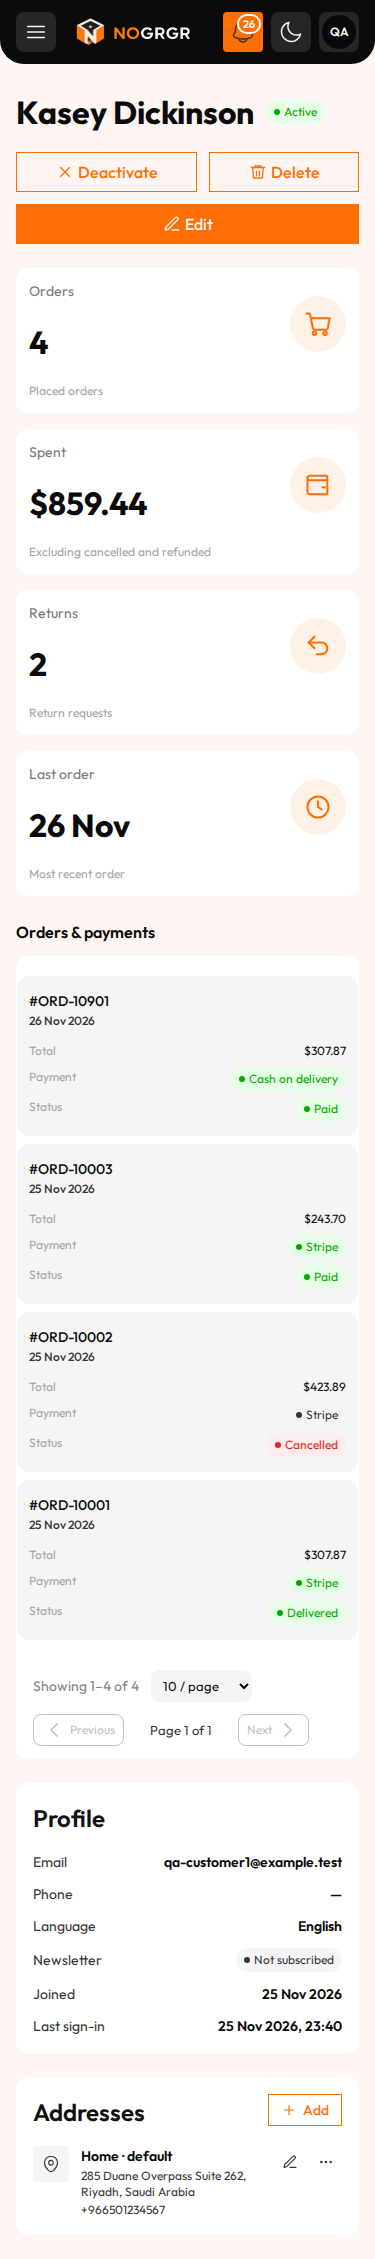 NOGRGR
26
QA
Kasey Dickinson
Active
Deactivate
Delete
Edit
Orders
4
Placed orders
Spent
$859.44
Excluding cancelled and refunded
Returns
2
Return requests
Last order
26 Nov
Most recent order
Orders & payments
#ORD-10901
26 Nov 2026
Total $307.87
Payment Cash on delivery
Status Paid
#ORD-10003
25 Nov 2026
Total $243.70
Payment Stripe
Status Paid
#ORD-10002
25 Nov 2026
Total $423.89
Payment Stripe
Status Cancelled
#ORD-10001
25 Nov 2026
Total $307.87
Payment Stripe
Status Delivered
Showing 1–4 of 4 10 / page
Previous Page 1 of 1 Next
Profile
Email qa-customer1@example.test
Phone —
Language English
Newsletter Not subscribed
Joined 25 Nov 2026
Last sign-in 25 Nov 2026, 23:40
Addresses
Add
Home · default
285 Duane Overpass Suite 262,
Riyadh, Saudi Arabia
+966501234567